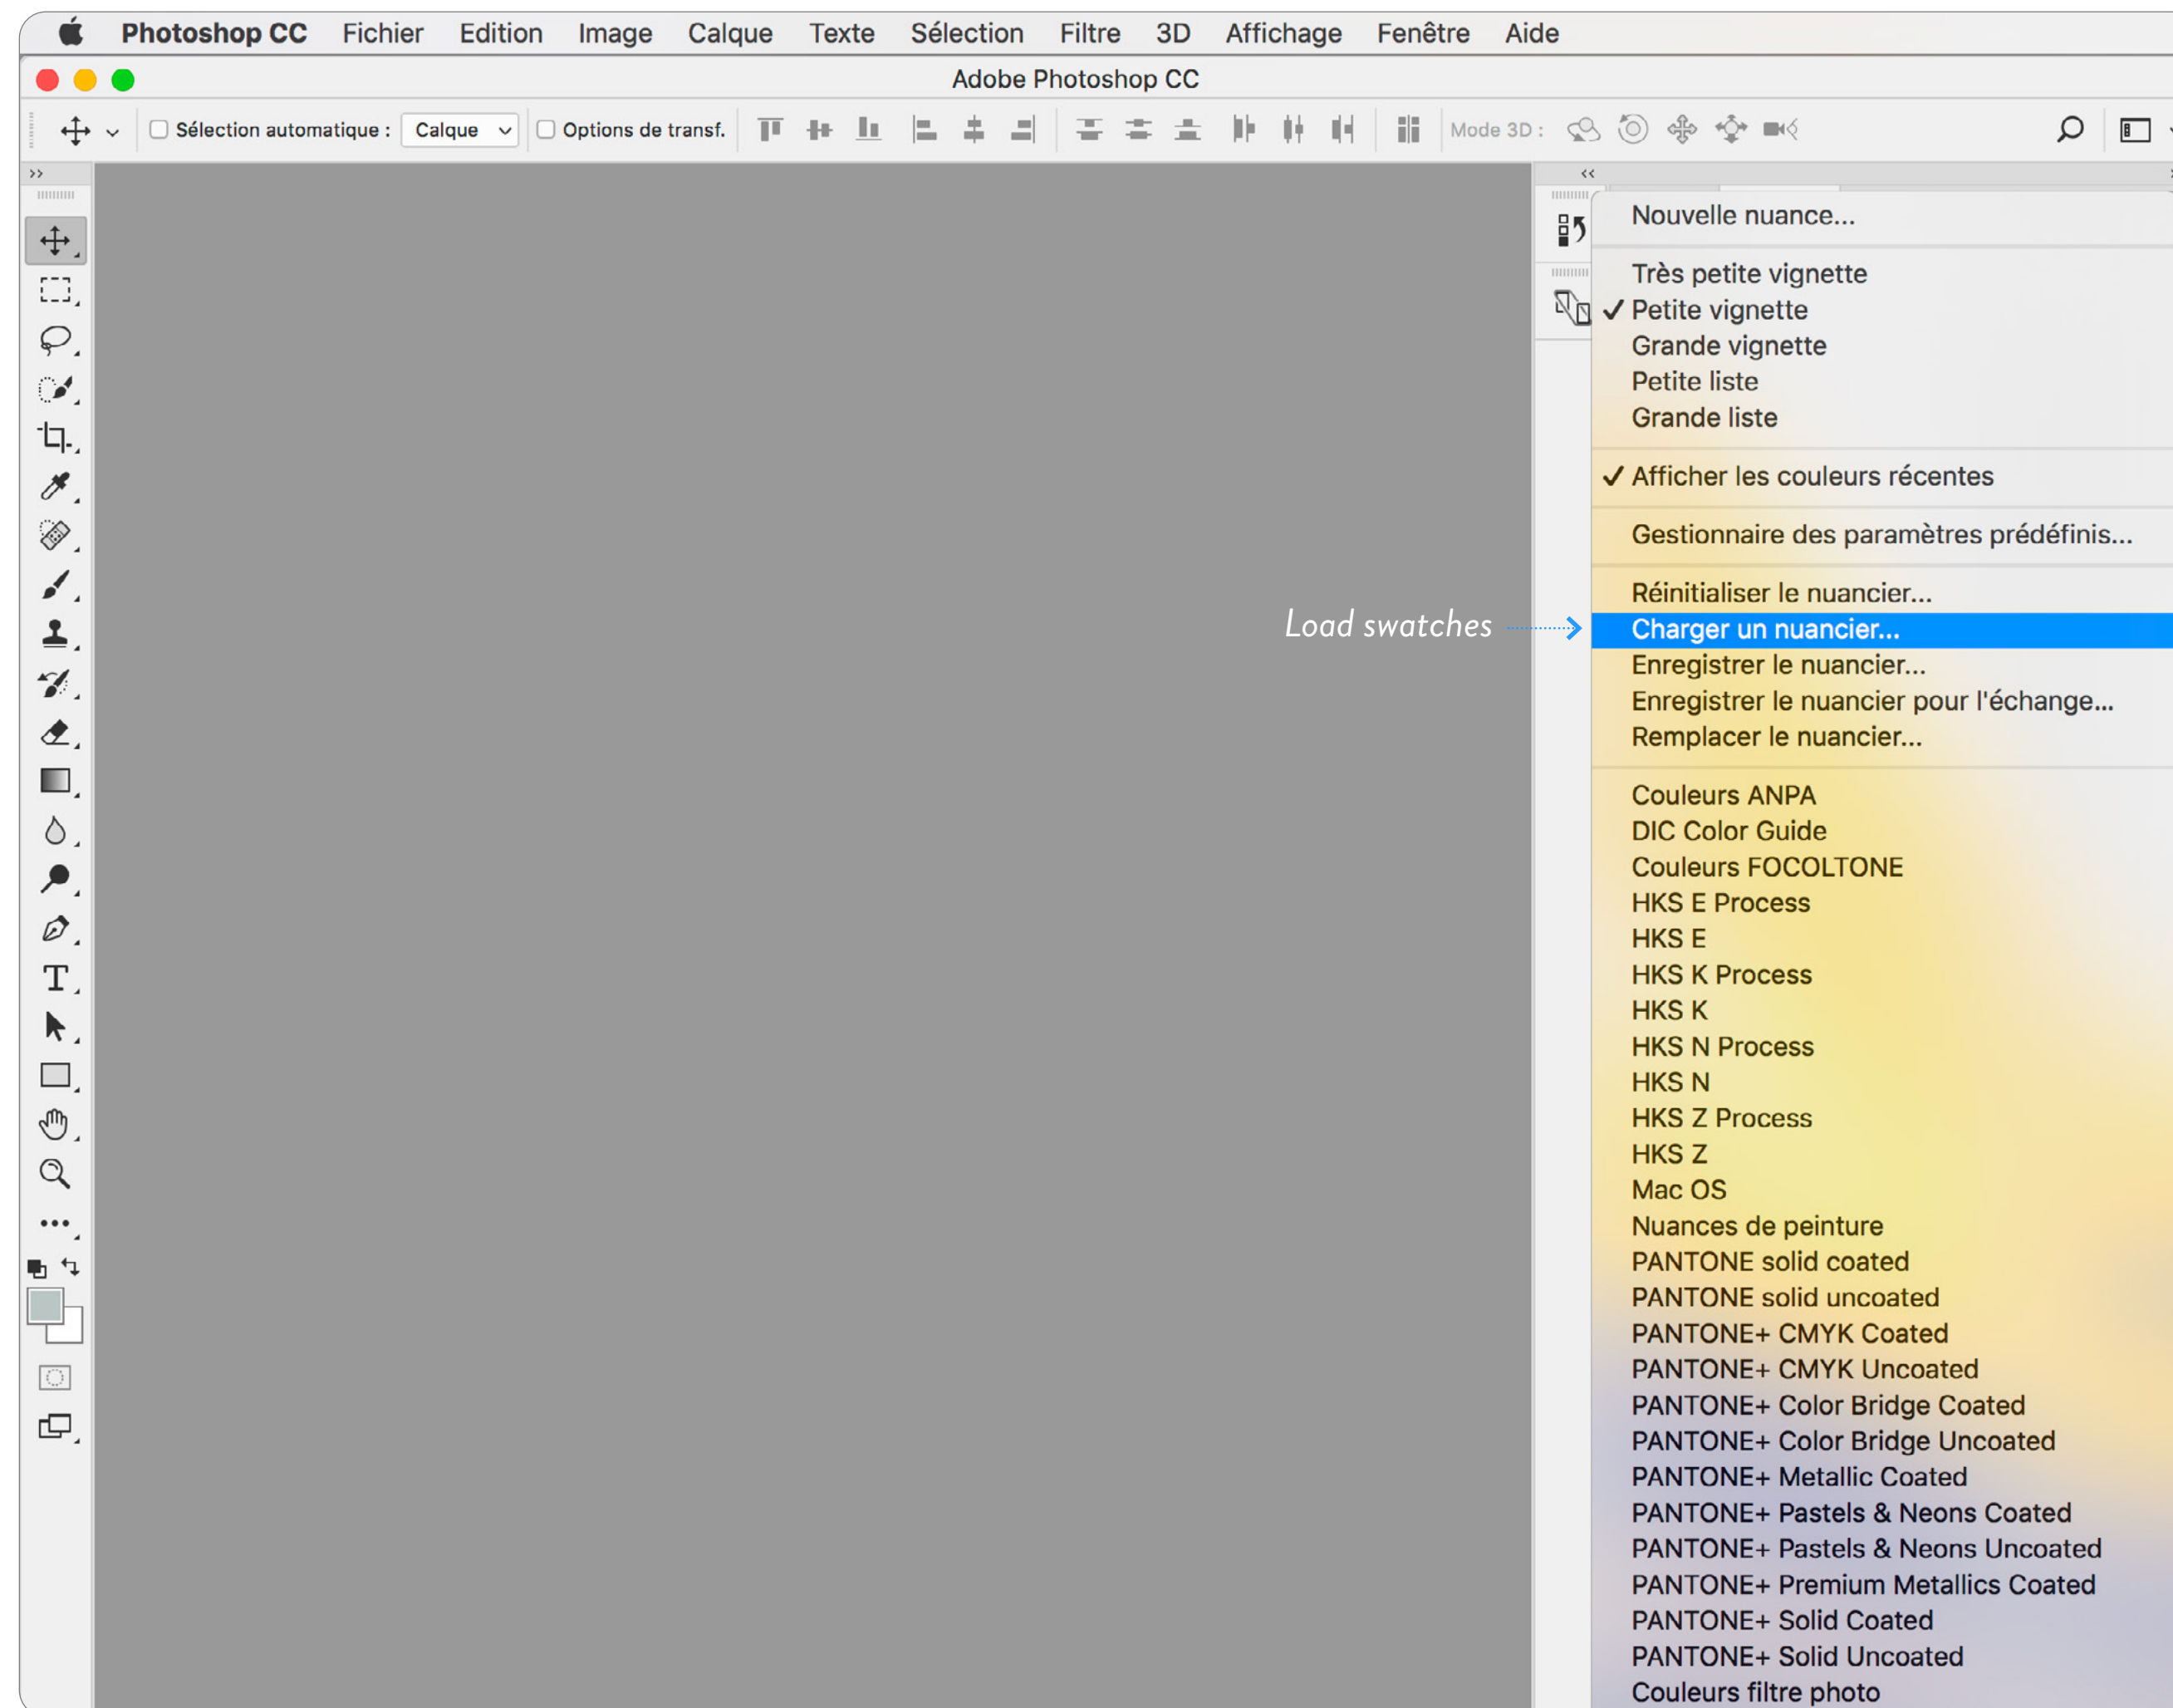 Photoshop CC Fichier Edition Image Calque Texte Sélection Filtre 3D Affichage Fenêtre Aide
Adobe Photoshop CC
Sélection automatique : Calque Options de transf. Mode 3D :
Nouvelle nuance...
Très petite vignette
Petite vignette
Grande vignette
Petite liste
Grande liste
Afficher les couleurs récentes
Gestionnaire des paramètres prédéfinis...
Réinitialiser le nuancier...
Load swatches
Charger un nuancier...
Enregistrer le nuancier...
Enregistrer le nuancier pour l'échange...
Remplacer le nuancier...
Couleurs ANPA
DIC Color Guide
Couleurs FOCOLTONE
HKS E Process
HKS E
HKS K Process
HKS K
HKS N Process
HKS N
HKS Z Process
HKS Z
Mac OS
Nuances de peinture
PANTONE solid coated
PANTONE solid uncoated
PANTONE+ CMYK Coated
PANTONE+ CMYK Uncoated
PANTONE+ Color Bridge Coated
PANTONE+ Color Bridge Uncoated
PANTONE+ Metallic Coated
PANTONE+ Pastels & Neons Coated
PANTONE+ Pastels & Neons Uncoated
PANTONE+ Premium Metallics Coated
PANTONE+ Solid Coated
PANTONE+ Solid Uncoated
Couleurs filtre photo